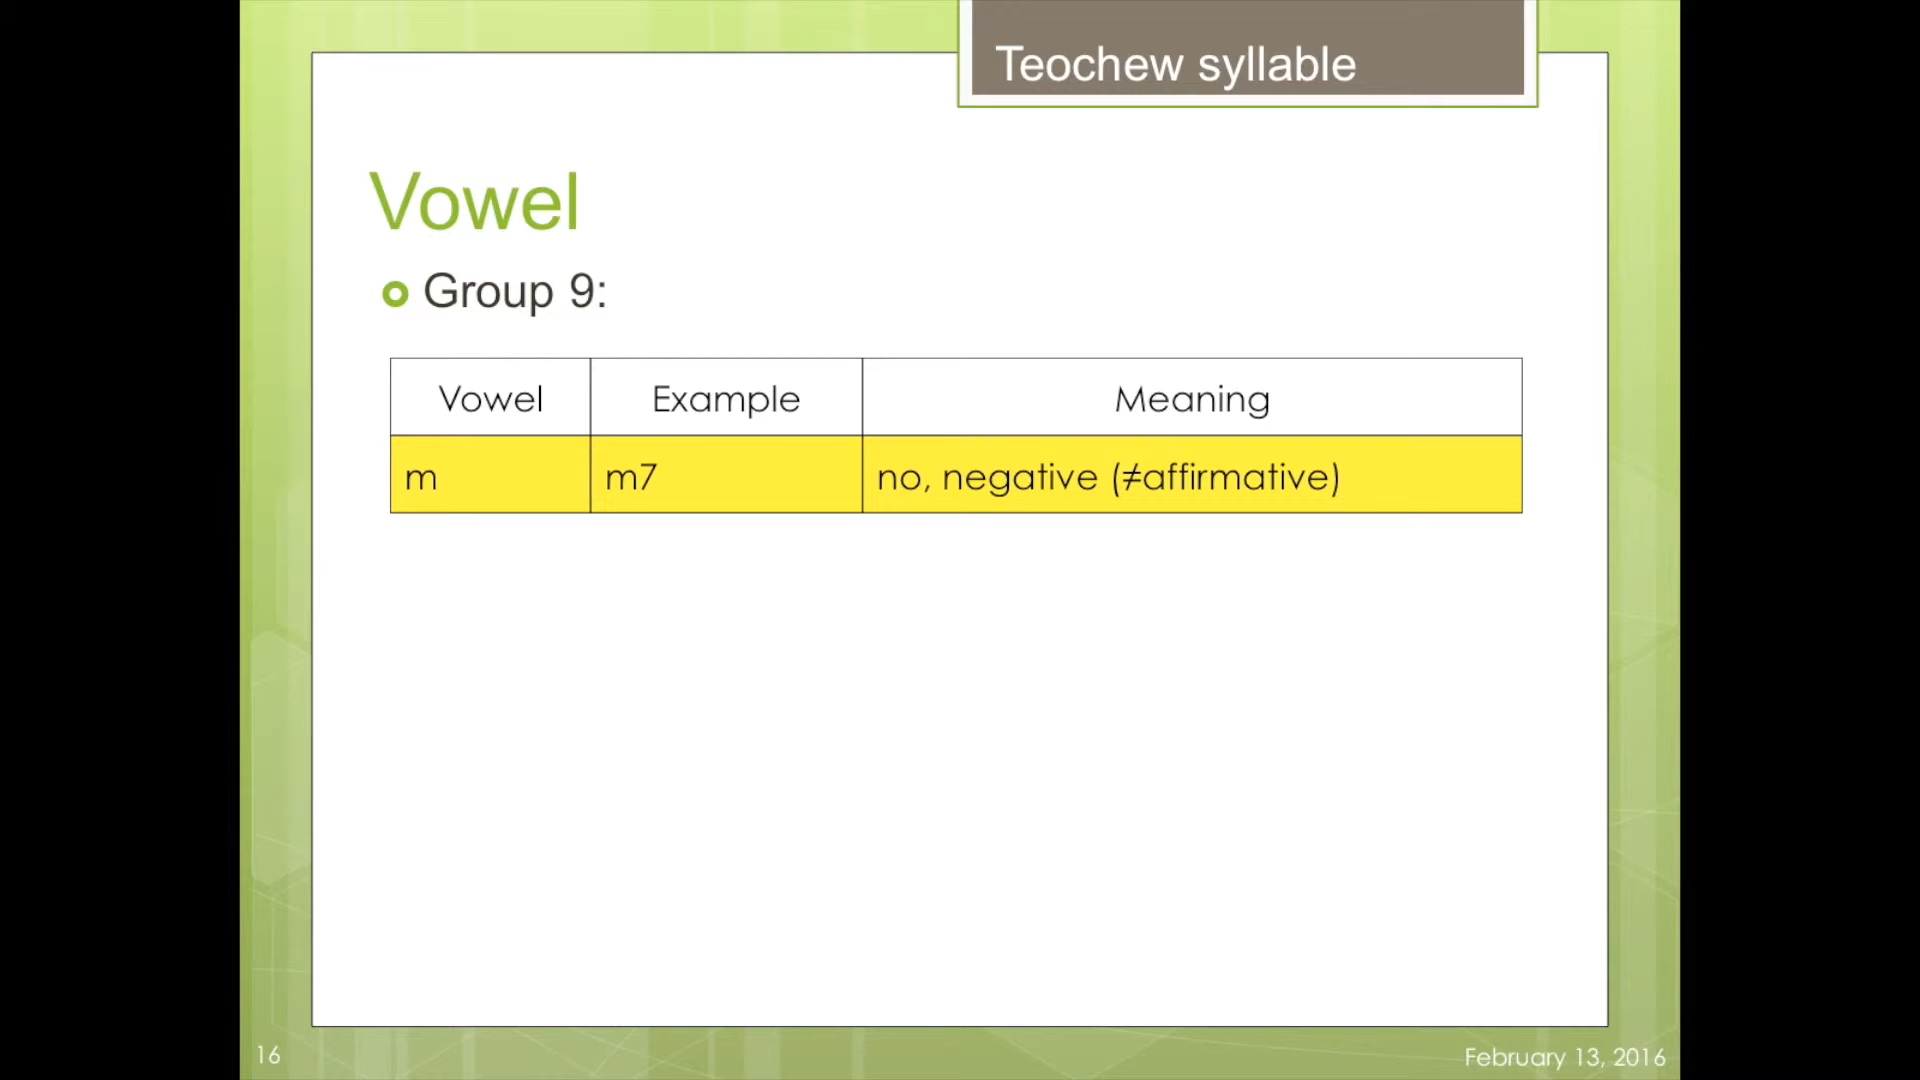 Teochew syllable
Vowel
Group 9:
Vowel Example Meaning
m m7 no, negative (≠affirmative)
16 February 13, 2016